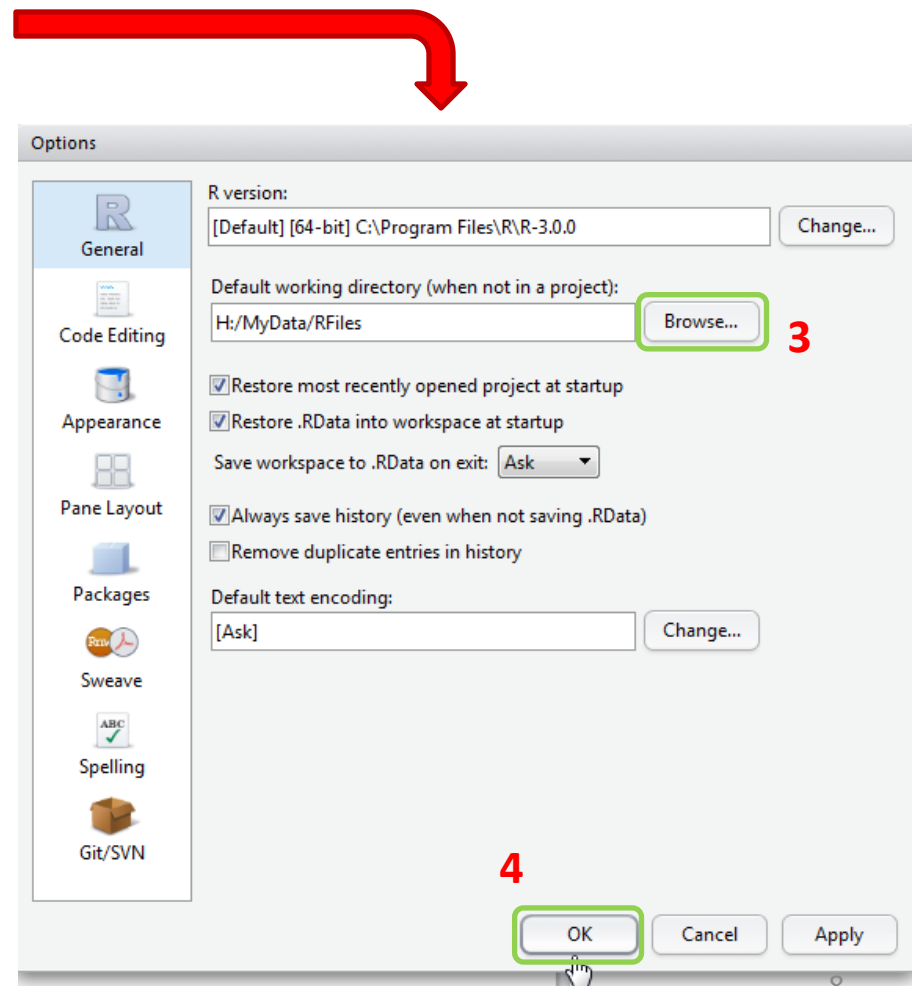 Options
General
Code Editing
Appearance
Pane Layout
Packages
Rnw
Sweave
ABC
Spelling
Git/SVN
R version:
[Default] [64-bit] C:\Program Files\R\R-3.0.0
Change...
Default working directory (when not in a project):
H:/MyData/RFiles
Browse...
3
Restore most recently opened project at startup
Restore .RData into workspace at startup
Save workspace to .RData on exit: Ask
Always save history (even when not saving .RData)
Remove duplicate entries in history
Default text encoding:
[Ask]
Change...
4
OK Cancel Apply